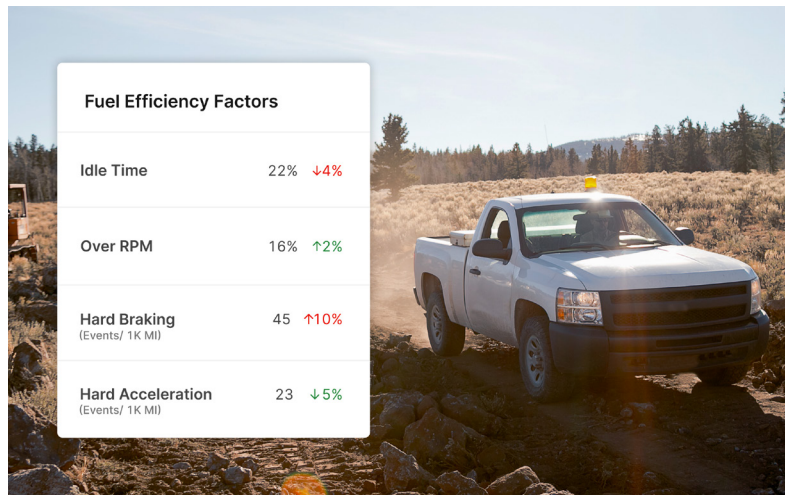 Fuel Efficiency Factors
Idle Time 22% ↓4%
Over RPM 16% ↑2%
Hard Braking 45 ↑10%
(Events/ 1K MI)
Hard Acceleration 23 ↓5%
(Events/ 1K MI)